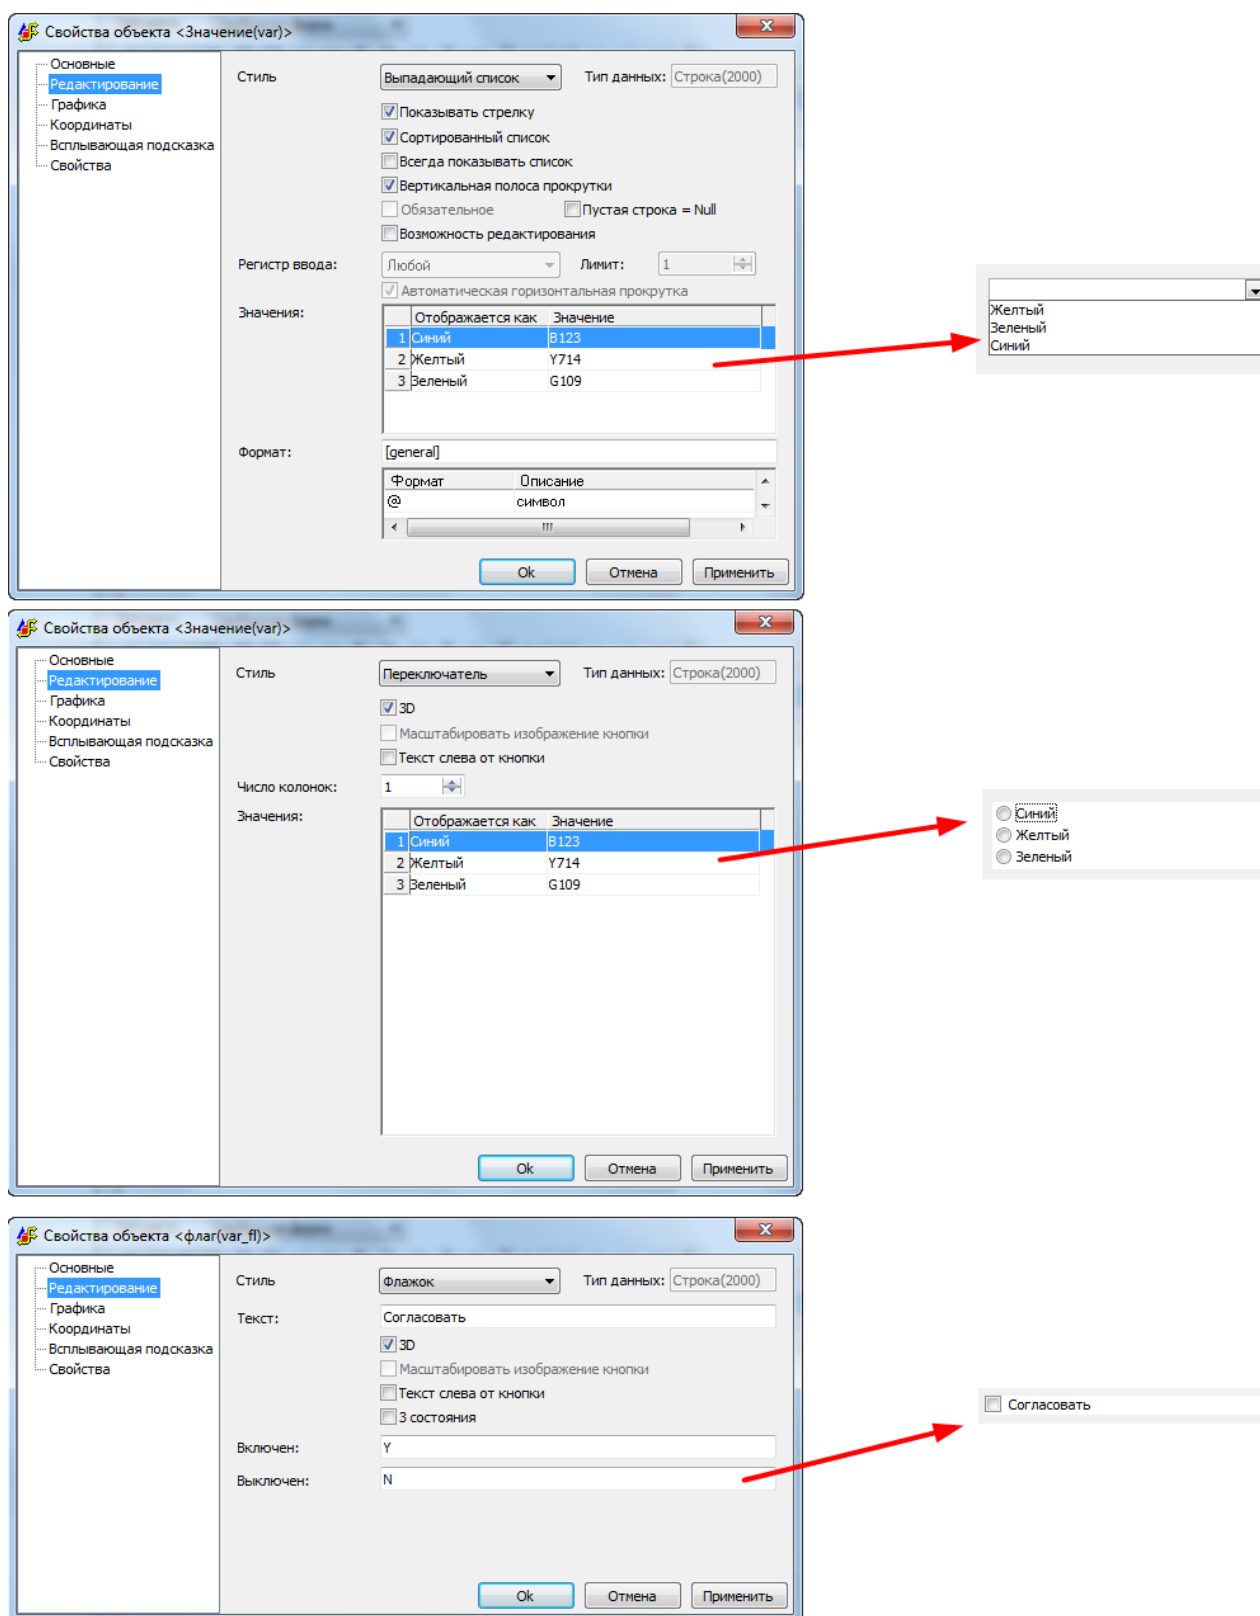 Свойства объекта <Значение(var)>
Основные
Редактирование
Графика
Координаты
Всплывающая подсказка
Свойства
Стиль Выпадающий список Тип данных: Строка(2000)
Показывать стрелку
Сортированный список
Всегда показывать список
Вертикальная полоса прокрутки
Обязательное Пустая строка = Null
Возможность редактирования
Регистр ввода: Любой Лимит: 1
Автоматическая горизонтальная прокрутка
Значения:
Отображается как Значение
1 Синий B123
2 Желтый Y714
3 Зеленый G109
Формат: [general]
Формат Описание
@ символ
Ok Отмена Применить
Желтый
Зеленый
Синий
Свойства объекта <Значение(var)>
Основные
Редактирование
Графика
Координаты
Всплывающая подсказка
Свойства
Стиль Переключатель Тип данных: Строка(2000)
3D
Масштабировать изображение кнопки
Текст слева от кнопки
Число колонок: 1
Значения:
Отображается как Значение
1 Синий B123
2 Желтый Y714
3 Зеленый G109
Ok Отмена Применить
Синий
Желтый
Зеленый
Свойства объекта <флаг(var_fl)>
Основные
Редактирование
Графика
Координаты
Всплывающая подсказка
Свойства
Стиль Флажок Тип данных: Строка(2000)
Текст: Согласовать
3D
Масштабировать изображение кнопки
Текст слева от кнопки
3 состояния
Включен: Y
Выключен: N
Ok Отмена Применить
Согласовать